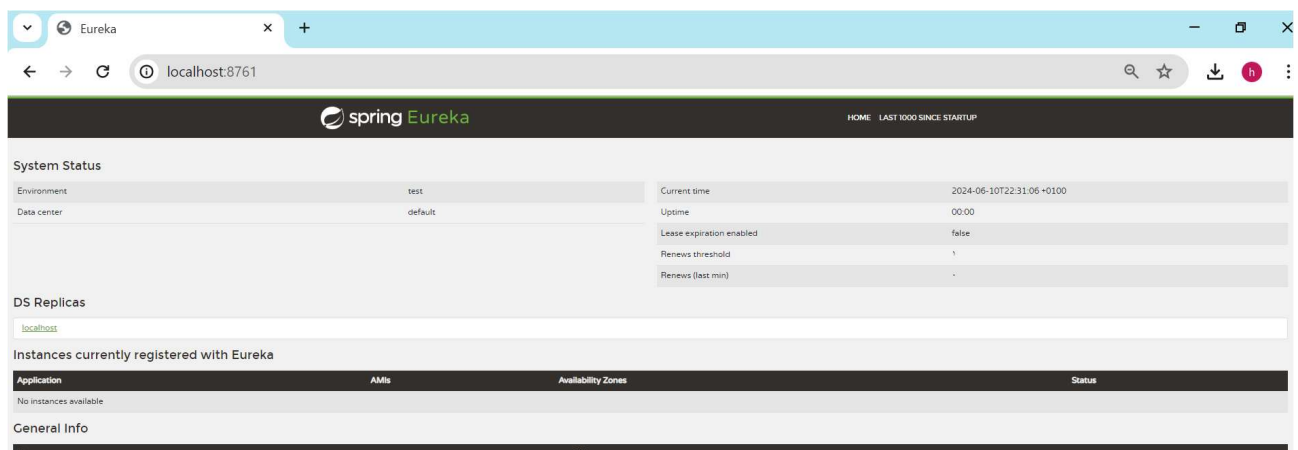 Eureka
localhost:8761
h
spring Eureka
HOME LAST 1000 SINCE STARTUP
System Status
Environment test
Data center default
Current time 2024-06-10T22:31:06 +0100
Uptime 00:00
Lease expiration enabled false
Renews threshold
Renews (last min)
DS Replicas
localhost
Instances currently registered with Eureka
Application AMIs Availability Zones Status
No instances available
General Info